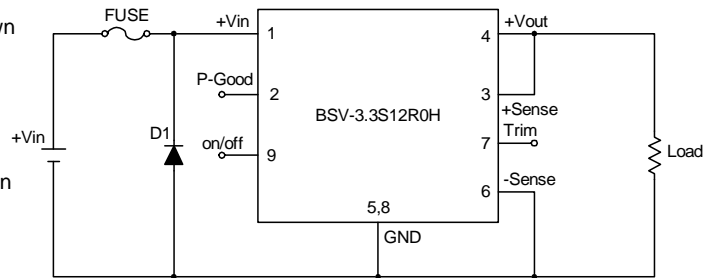 FUSE
wn
+Vin
+Vout
1
4
P-Good
2
3
BSV-3.3S12R0H
+Sense
D1
Trim
+Vin
on/off
9
7
Load
n
6
-Sense
5,8
GND